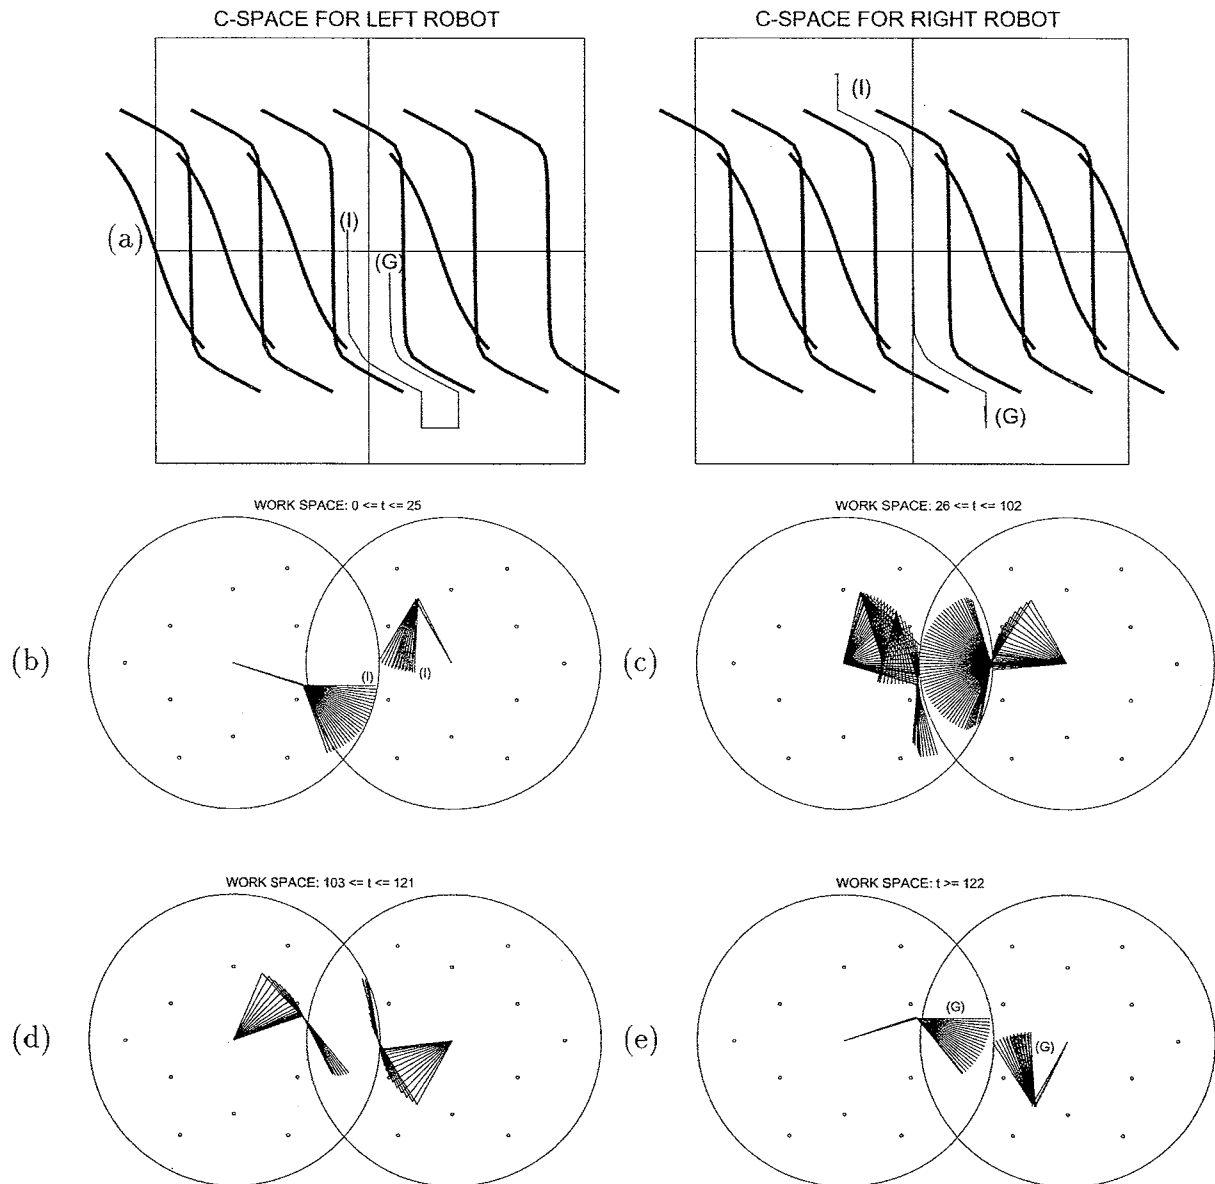 C-SPACE FOR LEFT ROBOT
C-SPACE FOR RIGHT ROBOT
(I)
(I)
(a)
(G)
(G)
WORK SPACE: 0 <= t <= 25
WORK SPACE: 26 <= t <= 102
(b)
(I)
(I)
(c)
WORK SPACE: 103 <= t <= 121
WORK SPACE: t >= 122
(d)
(e)
(G)
(G)